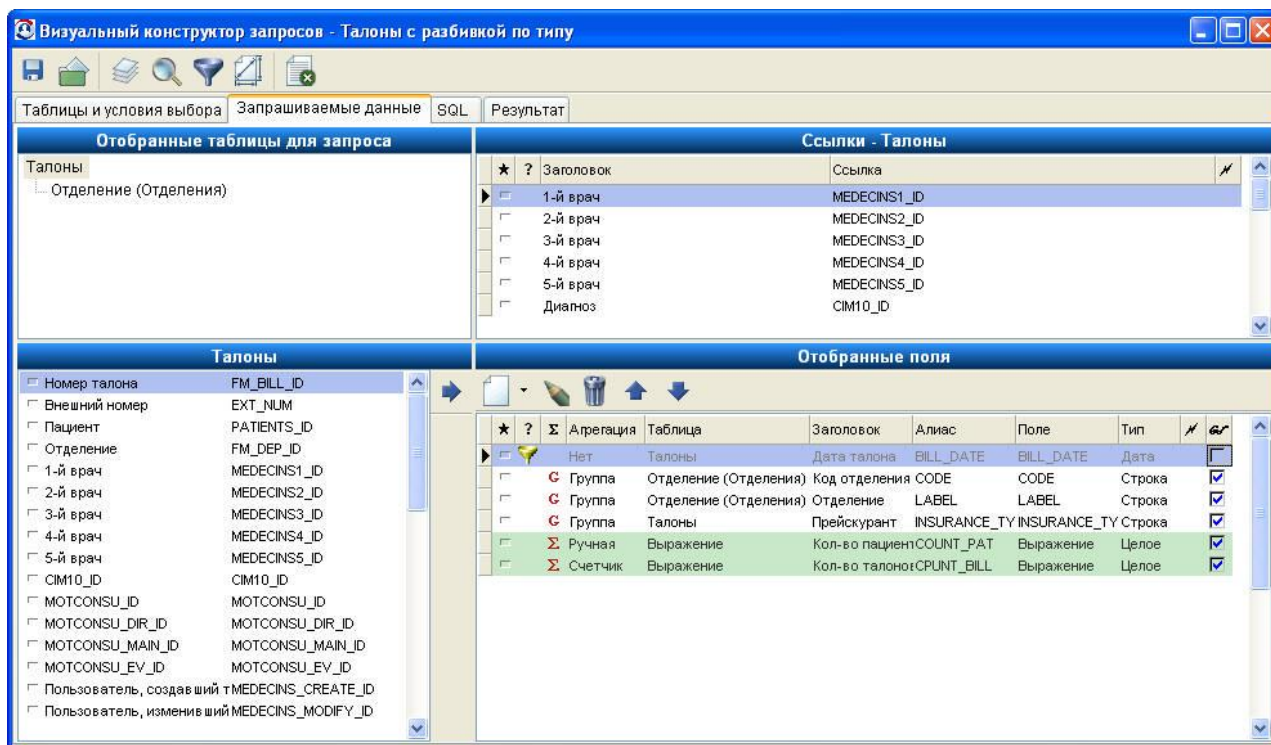 Визуальный конструктор запросов - Талоны с разбивкой по типу
Таблицы и условия выбора Запрашиваемые данные SQL Результат
Отобранные таблицы для запроса
Талоны
Отделение (Отделения)
Ссылки - Талоны
★ ? Заголовок Ссылка
1-й врач MEDECINS1_ID
2-й врач MEDECINS2_ID
3-й врач MEDECINS3_ID
4-й врач MEDECINS4_ID
5-й врач MEDECINS5_ID
Диагноз CIM10_ID
Талоны
Номер талона FM_BILL_ID
Внешний номер EXT_NUM
Пациент PATIENTS_ID
Отделение FM_DEP_ID
1-й врач MEDECINS1_ID
2-й врач MEDECINS2_ID
3-й врач MEDECINS3_ID
4-й врач MEDECINS4_ID
5-й врач MEDECINS5_ID
CIM10_ID CIM10_ID
MOTCONSU_ID MOTCONSU_ID
MOTCONSU_DIR_ID MOTCONSU_DIR_ID
MOTCONSU_MAIN_ID MOTCONSU_MAIN_ID
MOTCONSU_EV_ID MOTCONSU_EV_ID
Пользователь, создавший т MEDECINS_CREATE_ID
Пользователь, изменивший MEDECINS_MODIFY_ID
Отобранные поля
★ ? Σ Агрегация Таблица Заголовок Алиас Поле Тип
Нет Талоны Дата талона BILL_DATE BILL_DATE Дата
G Группа Отделение (Отделения) Код отделения CODE CODE Строка
G Группа Отделение (Отделения) Отделение LABEL LABEL Строка
G Группа Талоны Прейскурант INSURANCE_TY INSURANCE_TY Строка
Σ Ручная Выражение Кол-во пациент COUNT_PAT Выражение Целое
Σ Счетчик Выражение Кол-во талонов CPUNT_BILL Выражение Целое